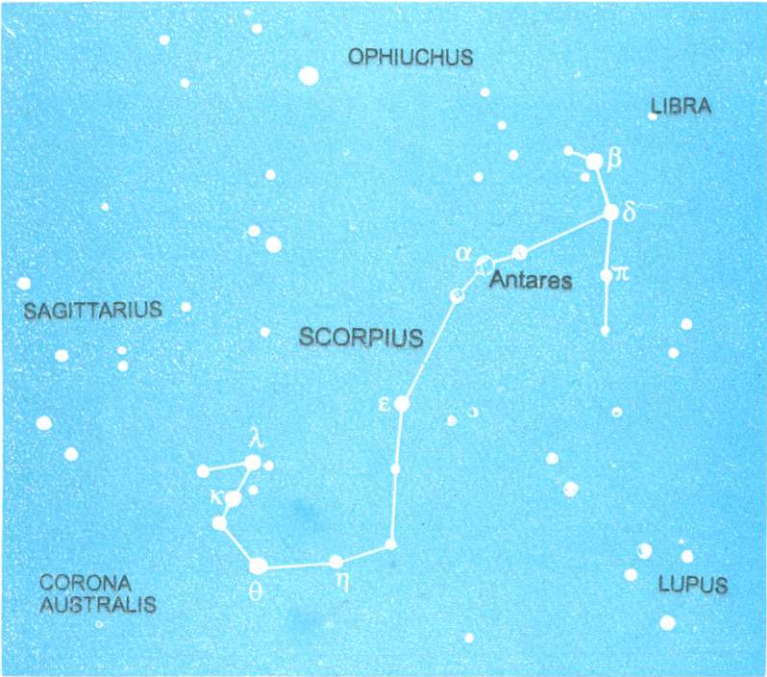 OPHIUCHUS
LIBRA
β
δ
α
Antares
π
SAGITTARIUS
SCORPIUS
ε
λ
κ
θ
η
CORONA
AUSTRALIS
LUPUS